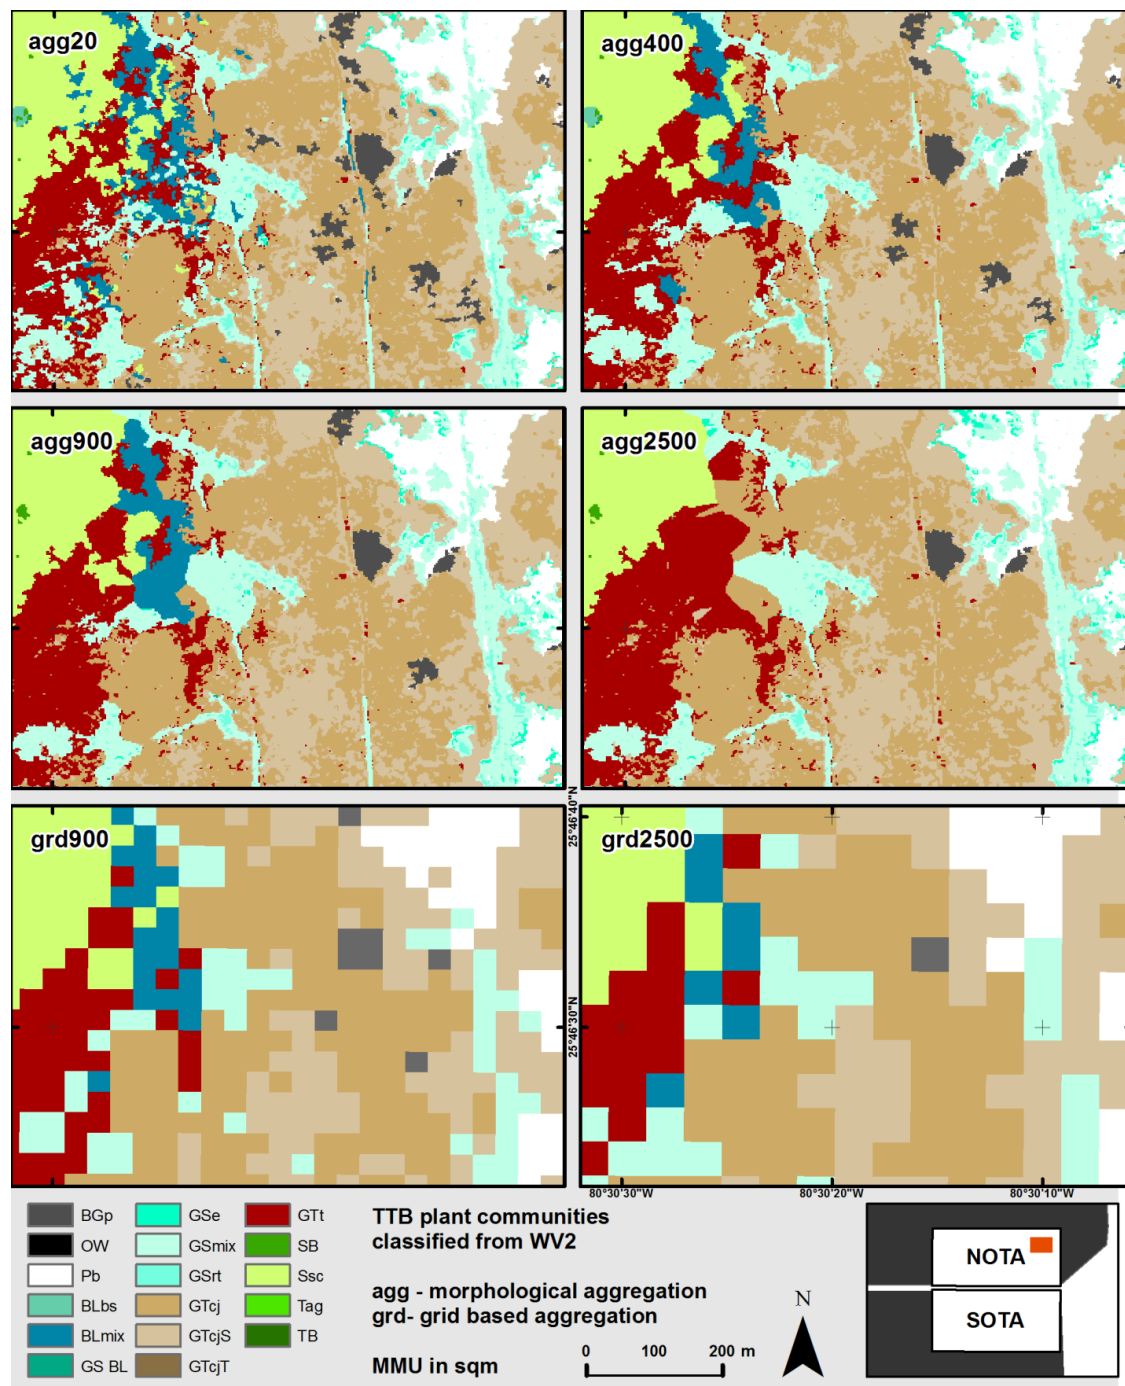 agg20
agg400
agg900
agg2500
grd900
grd2500
25°46'40"N
25°46'30"N
80°30'30"W
80°30'20"W
80°30'10"W
BGp
OW
Pb
BLbs
BLmix
GS BL
GSe
GSmix
GSrt
GTcj
GTcjS
GTcjT
GTt
SB
Ssc
Tag
TB
TTB plant communities
classified from WV2
agg - morphological aggregation
grd- grid based aggregation
MMU in sqm
0 100 200 m
N
NOTA
SOTA